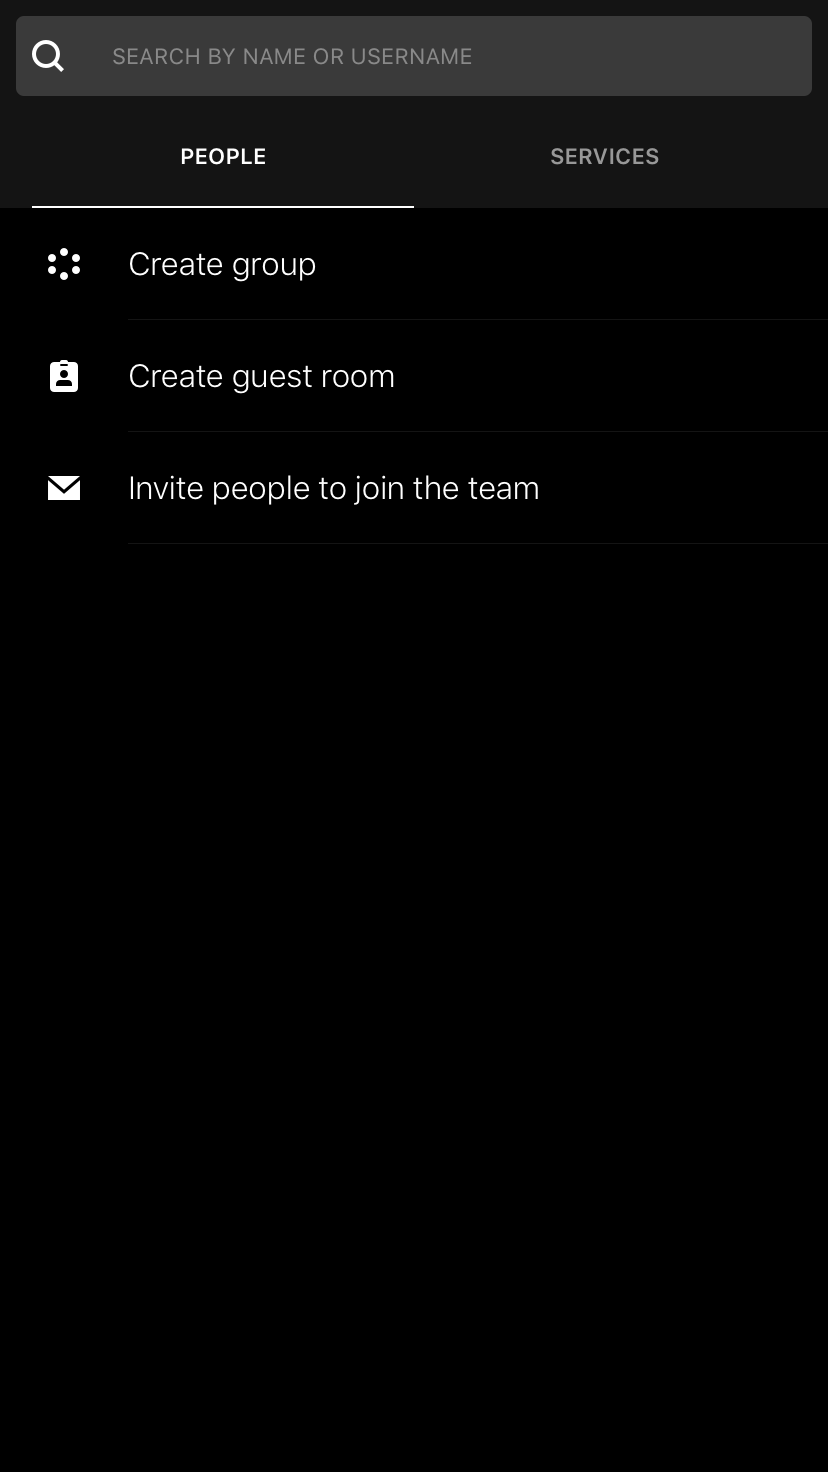 SEARCH BY NAME OR USERNAME
PEOPLE
SERVICES
Create group
Create guest room
Invite people to join the team